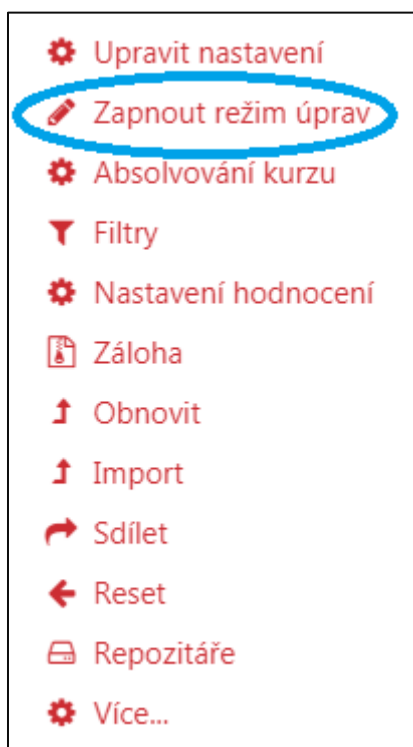 Upravit nastavení
Zapnout režim úprav
Absolvování kurzu
Filtry
Nastavení hodnocení
Záloha
Obnovit
Import
Sdílet
Reset
Repozitáře
Více...